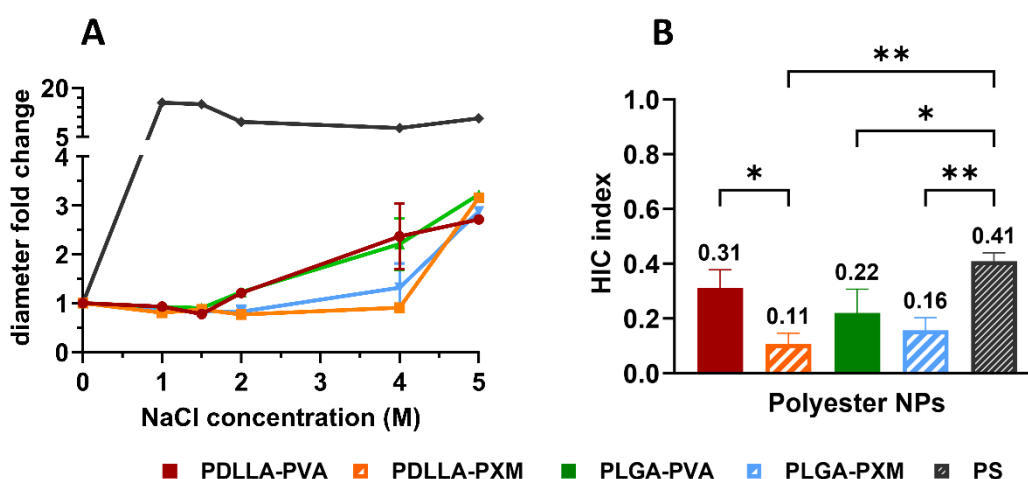 A
diameter fold change
20
5
4
3
2
1
0
0 1 2 3 4 5
NaCl concentration (M)
B
HIC index
1.0
0.8
0.6
0.4
0.2
0.0
**
*
* **
0.31 0.11 0.22 0.16 0.41
Polyester NPs
PDLLA-PVA PDLLA-PXM PLGA-PVA PLGA-PXM PS